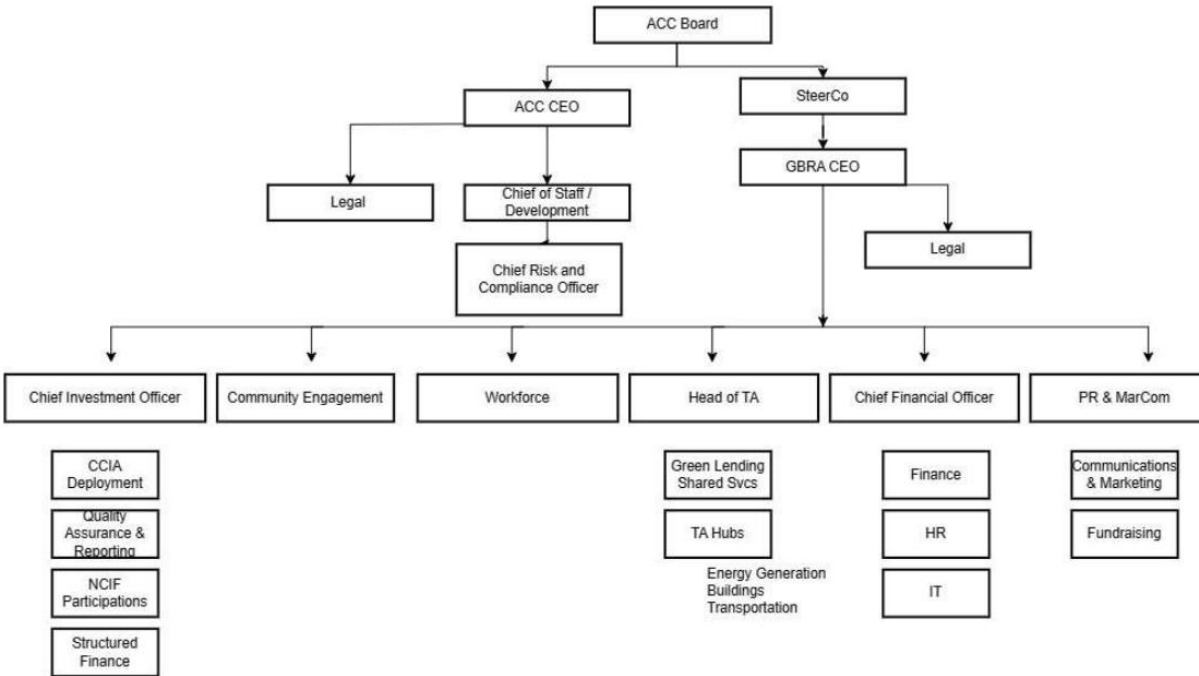 ACC Board
ACC CEO
SteerCo
GBRA CEO
Legal
Chief of Staff /
Development
Legal
Chief Risk and
Compliance Officer
Chief Investment Officer
Community Engagement
Workforce
Head of TA
Chief Financial Officer
PR & MarCom
CCIA
Deployment
Quality
Assurance &
Reporting
NCIF
Participations
Structured
Finance
Green Lending
Shared Svcs
TA Hubs
Energy Generation
Buildings
Transportation
Finance
HR
IT
Communications
& Marketing
Fundraising